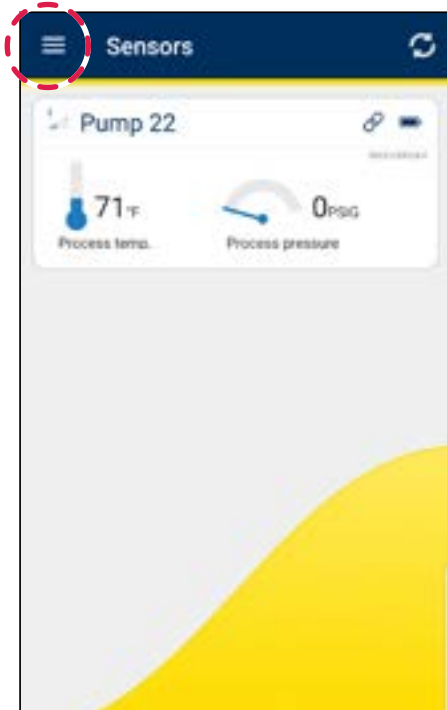 Sensors
Pump 22
71°F
0PSIG
Process temp.
Process pressure